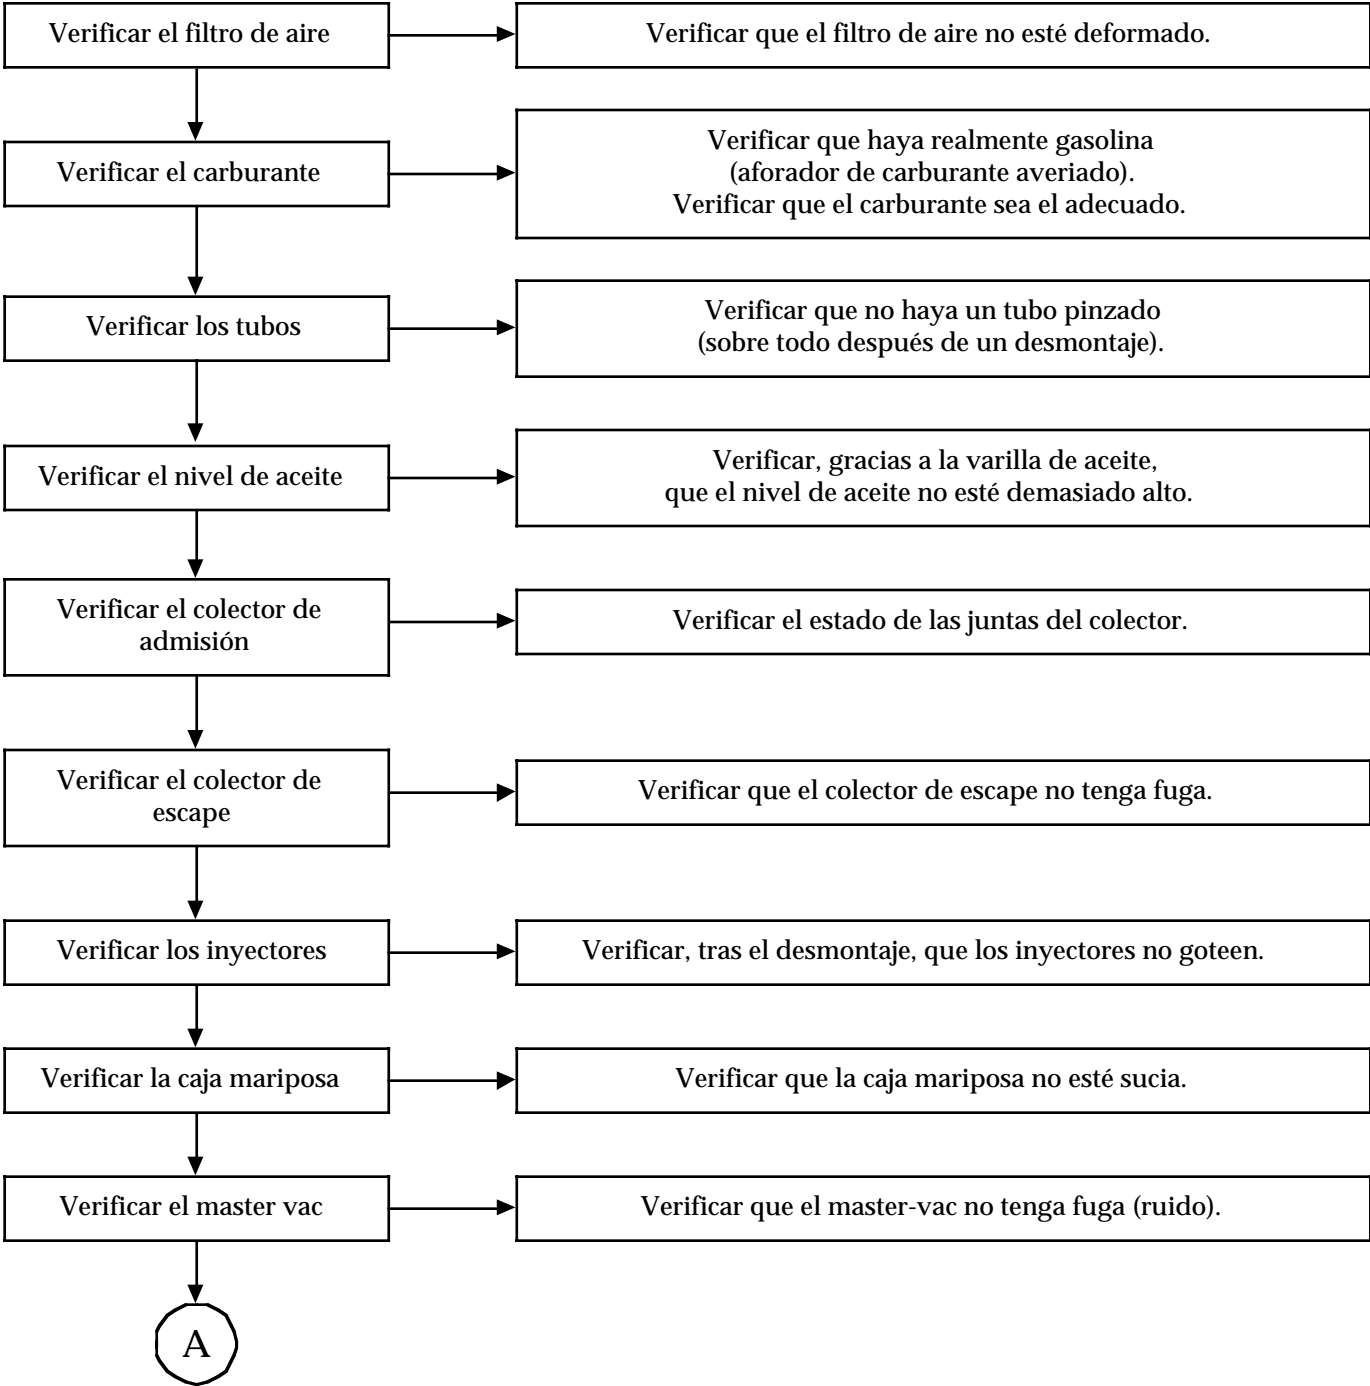 Verificar el filtro de aire
Verificar que el filtro de aire no esté deformado.
Verificar el carburante
Verificar que haya realmente gasolina
(aforador de carburante averiado).
Verificar que el carburante sea el adecuado.
Verificar los tubos
Verificar que no haya un tubo pinzado
(sobre todo después de un desmontaje).
Verificar el nivel de aceite
Verificar, gracias a la varilla de aceite,
que el nivel de aceite no esté demasiado alto.
Verificar el colector de
admisión
Verificar el estado de las juntas del colector.
Verificar el colector de
escape
Verificar que el colector de escape no tenga fuga.
Verificar los inyectores
Verificar, tras el desmontaje, que los inyectores no goteen.
Verificar la caja mariposa
Verificar que la caja mariposa no esté sucia.
Verificar el master vac
Verificar que el master-vac no tenga fuga (ruido).
A